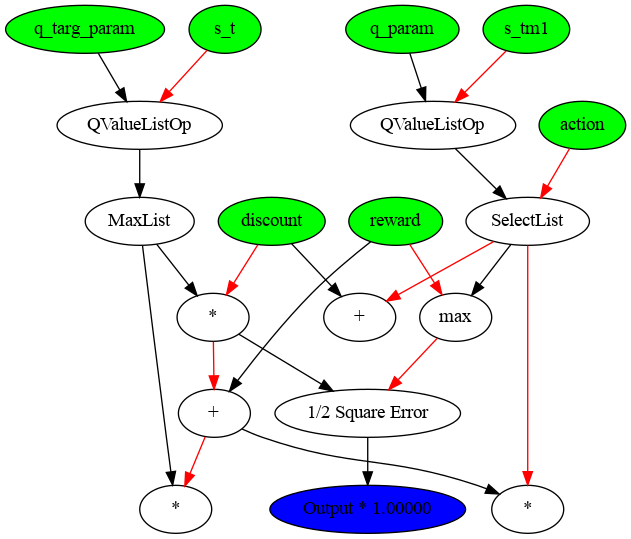 q_targ_param
s_t
q_param
s_tm1
QValueListOp
QValueListOp
action
MaxList
discount
reward
SelectList
*
+
max
+
1/2 Square Error
*
Output * 1.00000
*